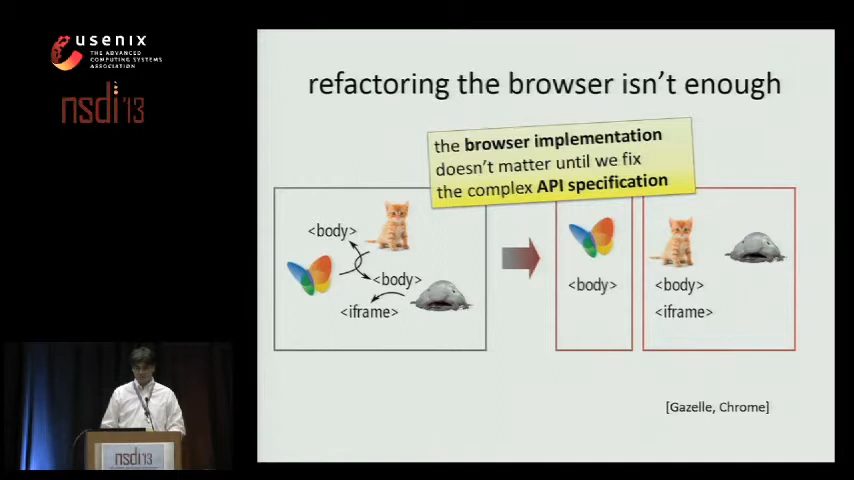 usenix
THE ADVANCED
COMPUTING SYSTEMS
ASSOCIATION
nsdi'13
refactoring the browser isn't enough
the browser implementation
doesn't matter until we fix
the complex API specification
<body>
<body>
<iframe>
<body>
<body>
<iframe>
[Gazelle, Chrome]
nsdi'13